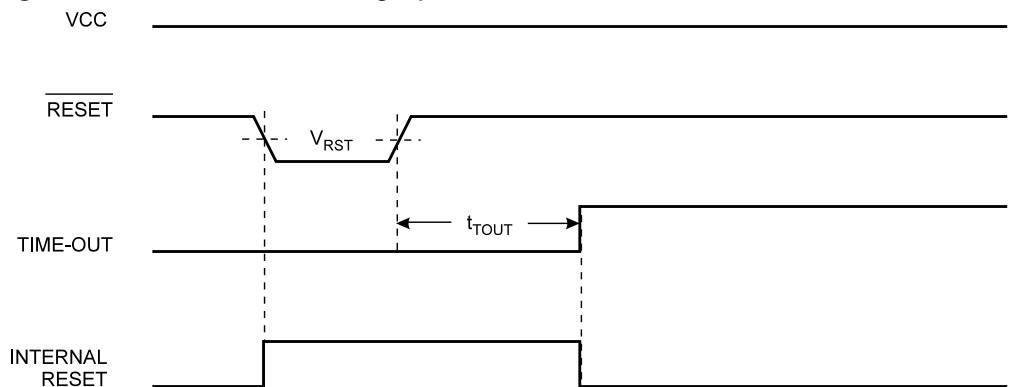 VCC
RESET
VRST
tTOUT
TIME-OUT
INTERNAL
RESET